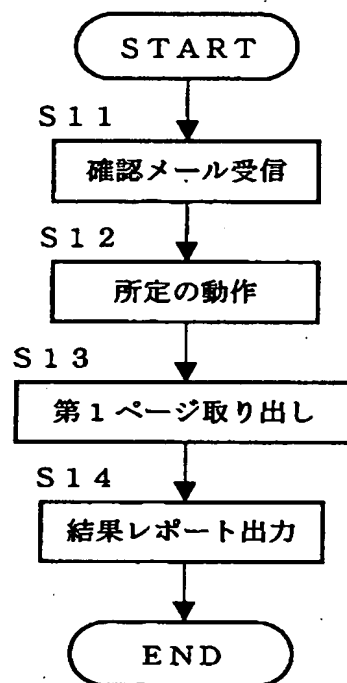 START
S11
確認メール受信
S12
所定の動作
S13
第1ページ取り出し
S14
結果レポート出力
END